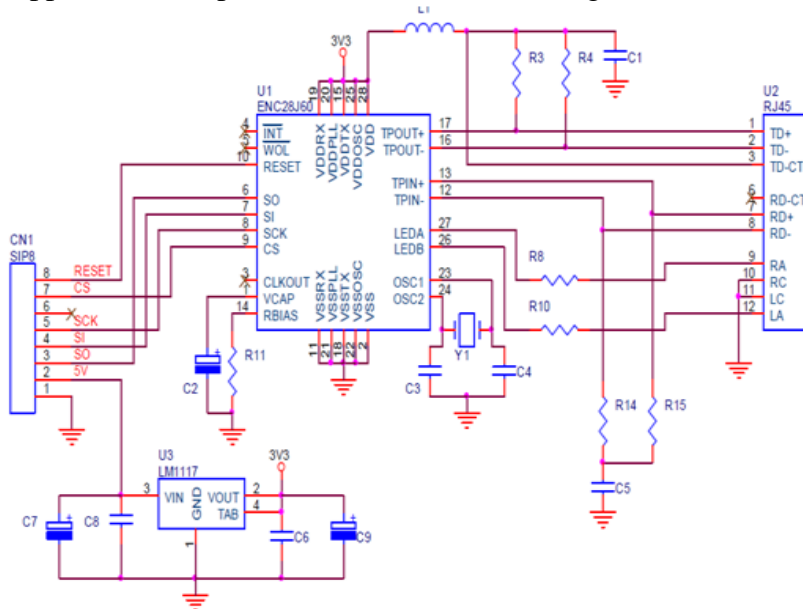 L1
3V3
R3
R4
C1
U1
ENC28J60
U2
RJ45
19
20
15
25
28
VDDRX
VDDPLL
VDDTX
VDDOSC
VDD
4 INT
5 WOL
10 RESET
6 SO
7 SI
8 SCK
9 CS
3 CLKOUT
1 VCAP
14 RBIAS
TPOUT+ 17
TPOUT- 16
TPIN+ 13
TPIN- 12
LEDA 27
LEDB 26
OSC1 23
OSC2 24
VSSRX
VSSPLL
VSSTX
VSSOSC
VSS
11
21
18
22
2
1 TD+
2 TD-
3 TD-CT
6 RD-CT
7 RD+
8 RD-
9 RA
10 RC
11 LC
12 LA
CN1
SIP8
8 RESET
7 CS
6
5 SCK
4 SI
3 SO
2 5V
1
R8
R10
C2
R11
C3
Y1
C4
R14
R15
C5
U3
LM1117
3V3
3 VIN
VOUT 2
TAB 4
GND
1
C7
C8
C6
C9